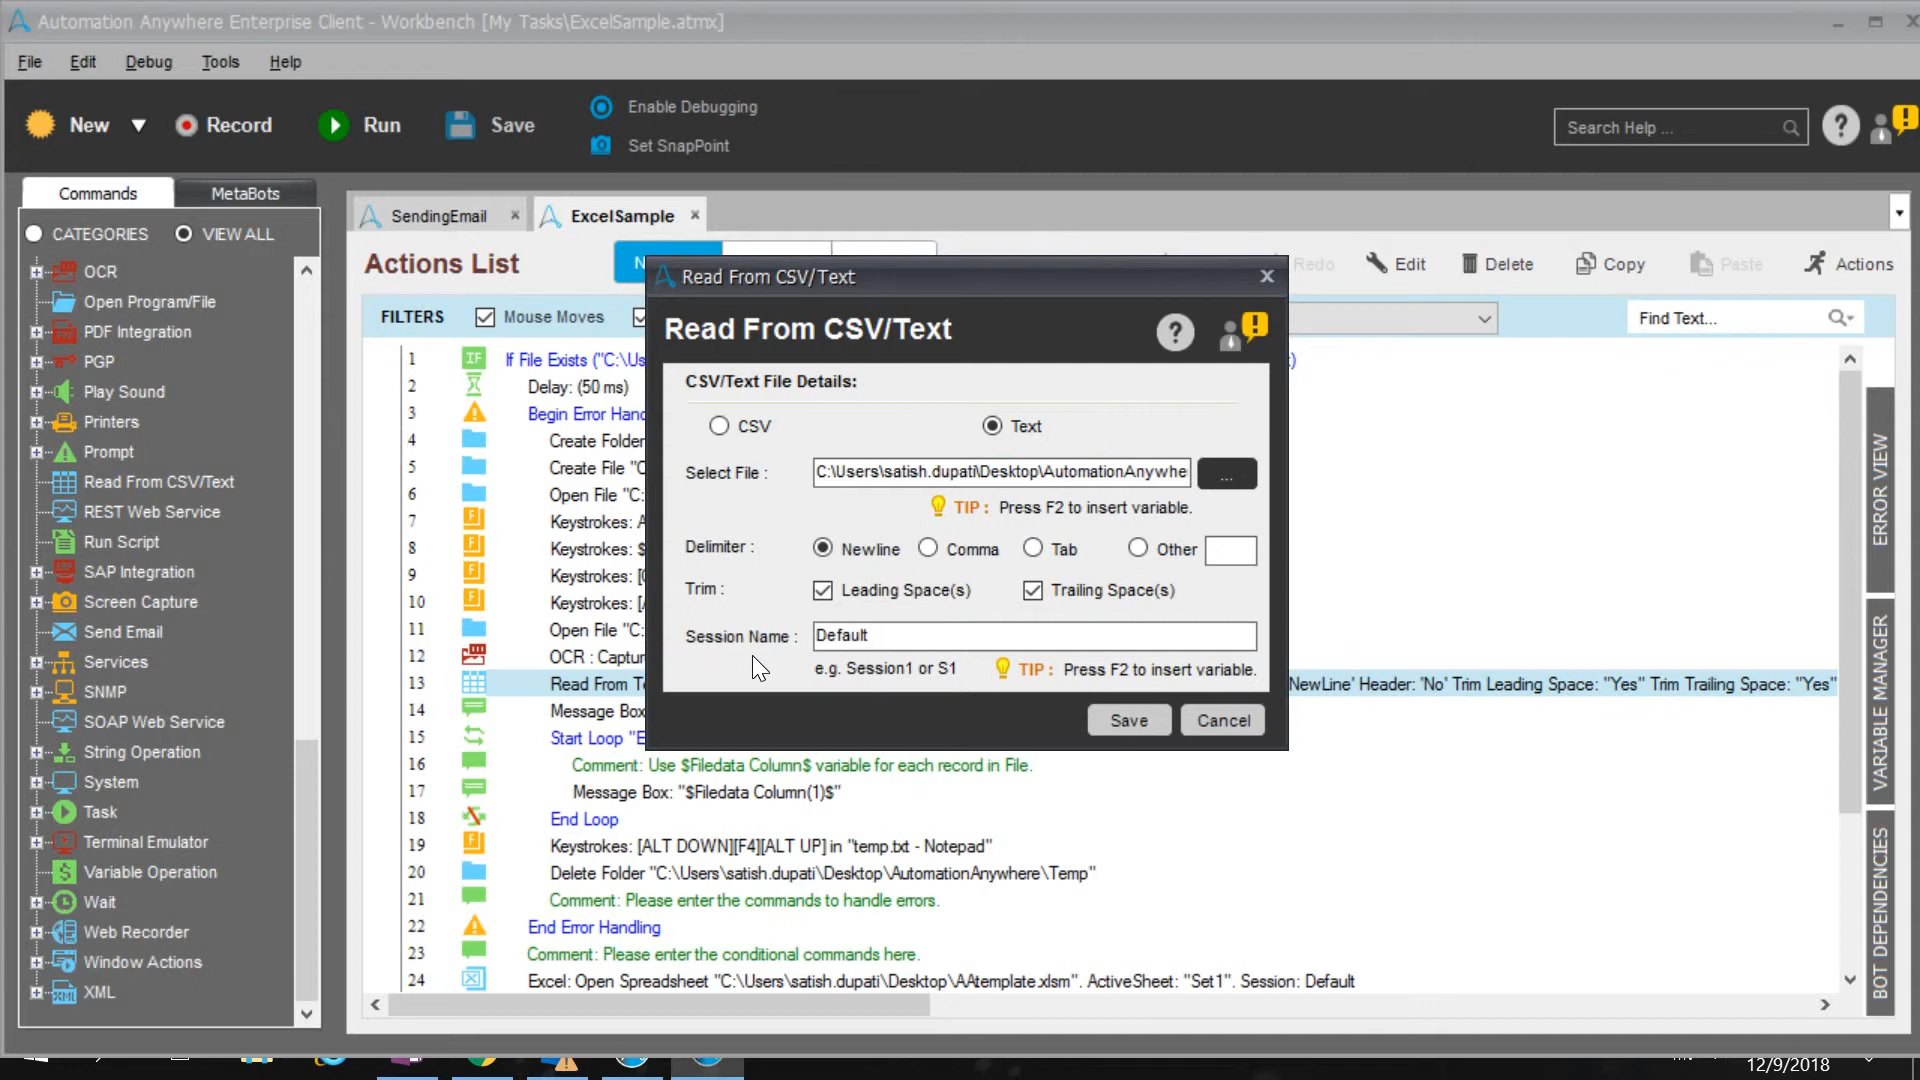 Automation Anywhere Enterprise Client - Workbench [My Tasks\ExcelSample.atmx]
File Edit Debug Tools Help
New Record Run Save
Enable Debugging
Set SnapPoint
Search Help ...
Commands MetaBots
CATEGORIES VIEW ALL
OCR
Open Program/File
PDF Integration
PGP
Play Sound
Printers
Prompt
Read From CSV/Text
REST Web Service
Run Script
SAP Integration
Screen Capture
Send Email
Services
SNMP
SOAP Web Service
String Operation
System
Task
Terminal Emulator
Variable Operation
Wait
Web Recorder
Window Actions
XML
SendingEmail ExcelSample
Actions List
Redo Edit Delete Copy Paste Actions
FILTERS Mouse Moves
Find Text...
1 IF If File Exists ("C:\Us
2 Delay: (50 ms)
3 Begin Error Hand
4 Create Folder
5 Create File "C
6 Open File "C:
7 Keystrokes: A
8 Keystrokes: $
9 Keystrokes: [
10 Keystrokes: [
11 Open File "C:
12 OCR : Captur
13 Read From Te
NewLine' Header: 'No' Trim Leading Space: "Yes" Trim Trailing Space: "Yes"
14 Message Box
15 Start Loop "E
16 Comment: Use $Filedata Column$ variable for each record in File.
17 Message Box: "$Filedata Column(1)$"
18 End Loop
19 Keystrokes: [ALT DOWN][F4][ALT UP] in "temp.txt - Notepad"
20 Delete Folder "C:\Users\satish.dupati\Desktop\AutomationAnywhere\Temp"
21 Comment: Please enter the commands to handle errors.
22 End Error Handling
23 Comment: Please enter the conditional commands here.
24 Excel: Open Spreadsheet "C:\Users\satish.dupati\Desktop\AAtemplate.xlsm". ActiveSheet: "Set1". Session: Default
Read From CSV/Text
Read From CSV/Text
CSV/Text File Details:
CSV Text
Select File : C:\Users\satish.dupati\Desktop\AutomationAnywhe ...
TIP : Press F2 to insert variable.
Delimiter : Newline Comma Tab Other
Trim : Leading Space(s) Trailing Space(s)
Session Name : Default
e.g. Session1 or S1 TIP : Press F2 to insert variable.
Save Cancel
ERROR VIEW
VARIABLE MANAGER
BOT DEPENDENCIES
12/9/2018